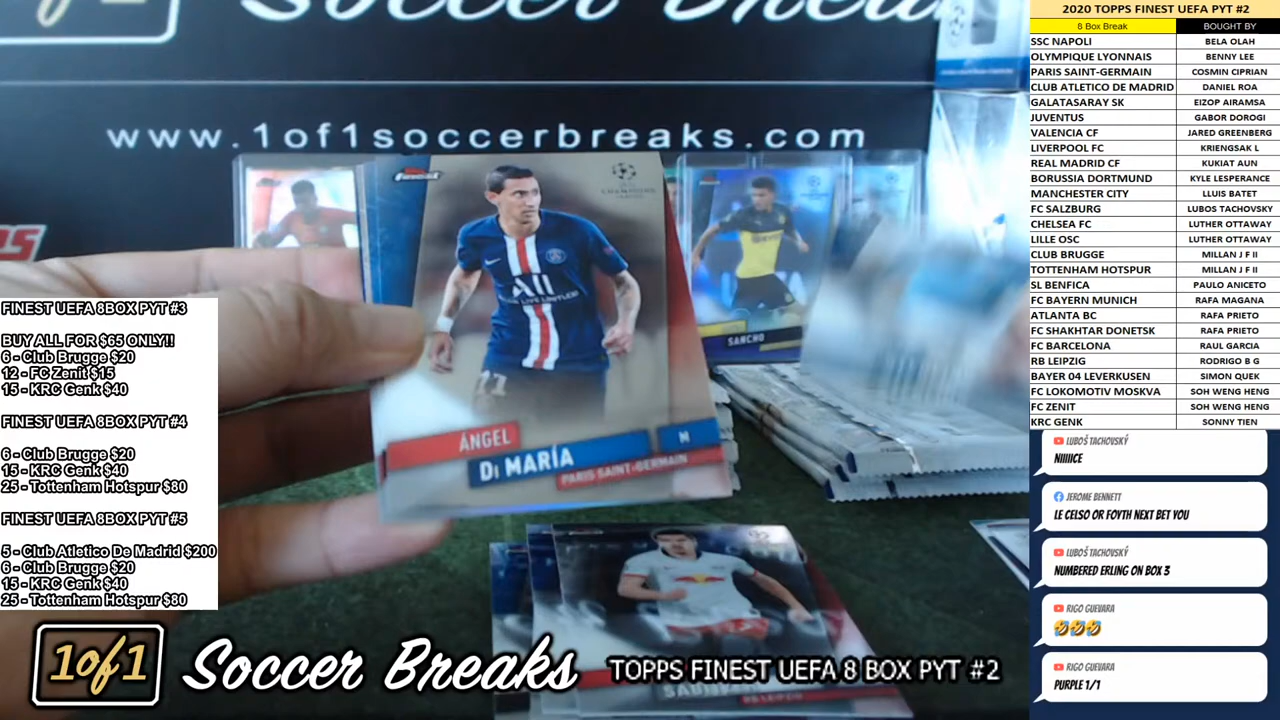 1of1 Soccer Breaks
www.1of1soccerbreaks.com
FINEST
CHAMPIONS
LEAGUE
SANCHO
ÁNGEL
DI MARÍA
M
PARIS SAINT-GERMAIN
RB LEIPZIG
FINEST UEFA 8BOX PYT #3
BUY ALL FOR $65 ONLY!!
6 - Club Brugge $20
12 - FC Zenit $15
15 - KRC Genk $40
FINEST UEFA 8BOX PYT #4
6 - Club Brugge $20
15 - KRC Genk $40
25 - Tottenham Hotspur $80
FINEST UEFA 8BOX PYT #5
5 - Club Atletico De Madrid $200
6 - Club Brugge $20
15 - KRC Genk $40
25 - Tottenham Hotspur $80
1of1 Soccer Breaks TOPPS FINEST UEFA 8 BOX PYT #2
2020 TOPPS FINEST UEFA PYT #2
8 Box Break BOUGHT BY
SSC NAPOLI BELA OLAH
OLYMPIQUE LYONNAIS BENNY LEE
PARIS SAINT-GERMAIN COSMIN CIPRIAN
CLUB ATLETICO DE MADRID DANIEL ROA
GALATASARAY SK EIZOP AIRAMSA
JUVENTUS GABOR DOROGI
VALENCIA CF JARED GREENBERG
LIVERPOOL FC KRIENGSAK L
REAL MADRID CF KUKIAT AUN
BORUSSIA DORTMUND KYLE LESPERANCE
MANCHESTER CITY LLUIS BATET
FC SALZBURG LUBOS TACHOVSKY
CHELSEA FC LUTHER OTTAWAY
LILLE OSC LUTHER OTTAWAY
CLUB BRUGGE MILLAN J F II
TOTTENHAM HOTSPUR MILLAN J F II
SL BENFICA PAULO ANICETO
FC BAYERN MUNICH RAFA MAGANA
ATLANTA BC RAFA PRIETO
FC SHAKHTAR DONETSK RAFA PRIETO
FC BARCELONA RAUL GARCIA
RB LEIPZIG RODRIGO B G
BAYER 04 LEVERKUSEN SIMON QUEK
FC LOKOMOTIV MOSKVA SOH WENG HENG
FC ZENIT SOH WENG HENG
KRC GENK SONNY TIEN
LUBOŠ TACHOVSKÝ
NIIIIICE
JEROME BENNETT
LE CELSO OR FOYTH NEXT BET YOU
LUBOŠ TACHOVSKÝ
NUMBERED ERLING ON BOX 3
RIGO GUEVARA
🤣🤣🤣
RIGO GUEVARA
PURPLE 1/1